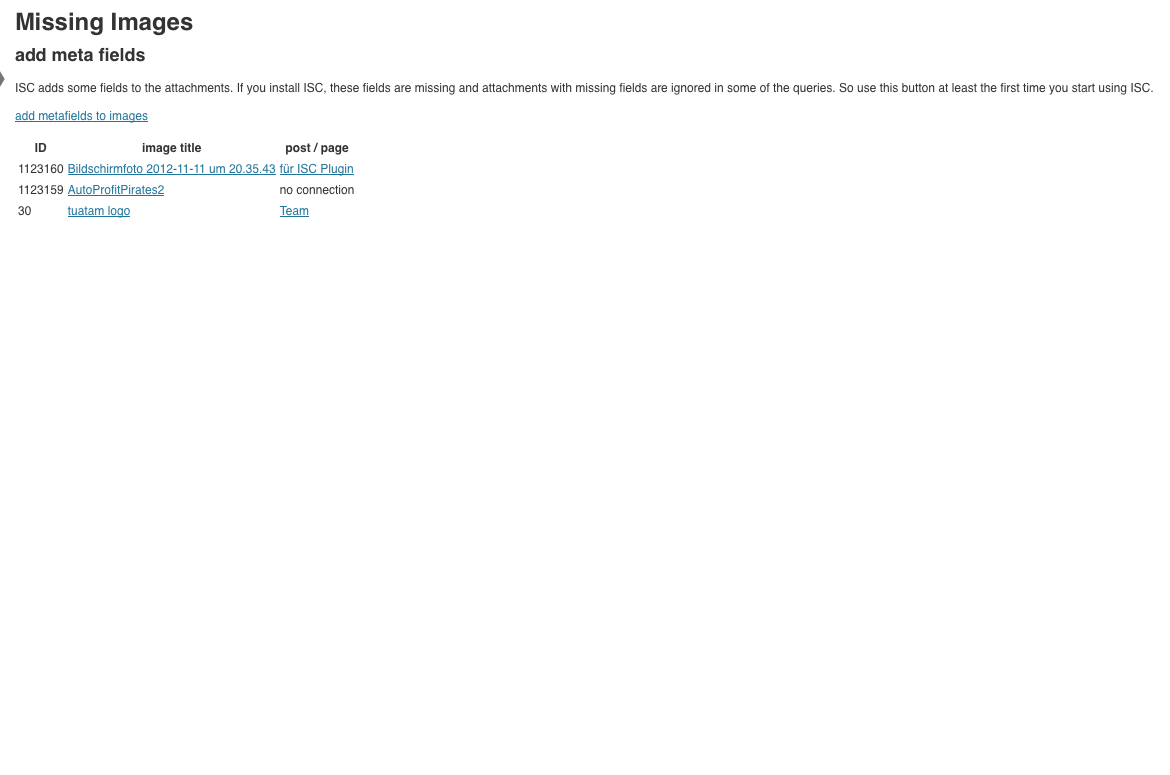 Missing Images
add meta fields
ISC adds some fields to the attachments. If you install ISC, these fields are missing and attachments with missing fields are ignored in some of the queries. So use this button at least the first time you start using ISC.
add metafields to images
ID image title post / page
1123160 Bildschirmfoto 2012-11-11 um 20.35.43 für ISC Plugin
1123159 AutoProfitPirates2 no connection
30 tuatam logo Team